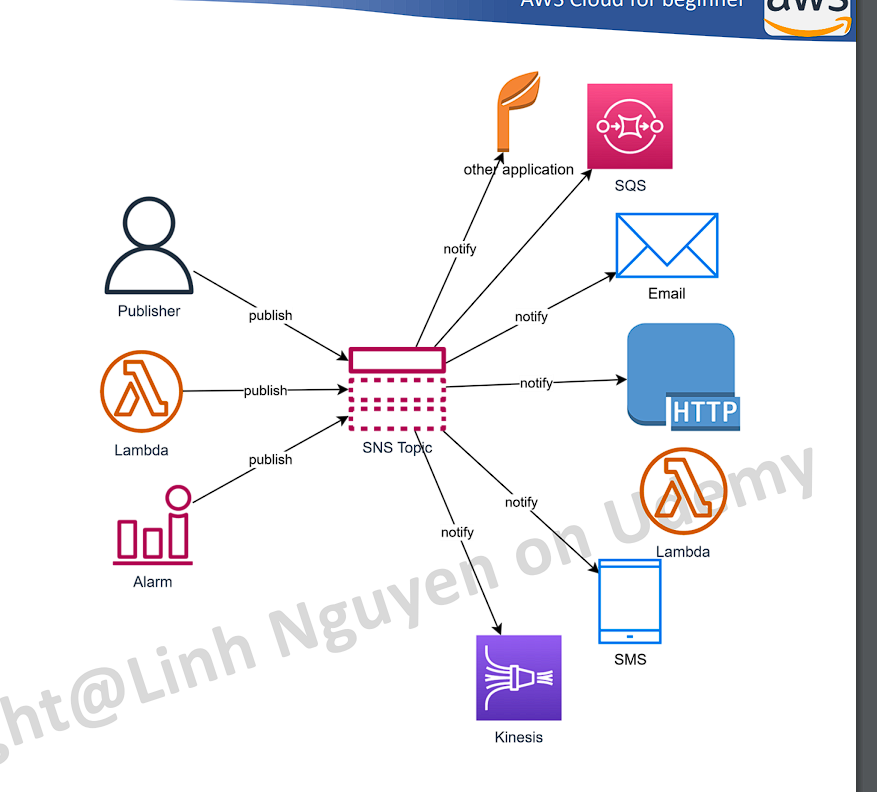 AWS Cloud for beginner
aws
other application
SQS
notify
Email
Publisher
publish
notify
publish
notify
HTTP
Lambda
SNS Topic
publish
notify
Lambda
notify
Alarm
SMS
Kinesis
ght@Linh Nguyen on Udemy